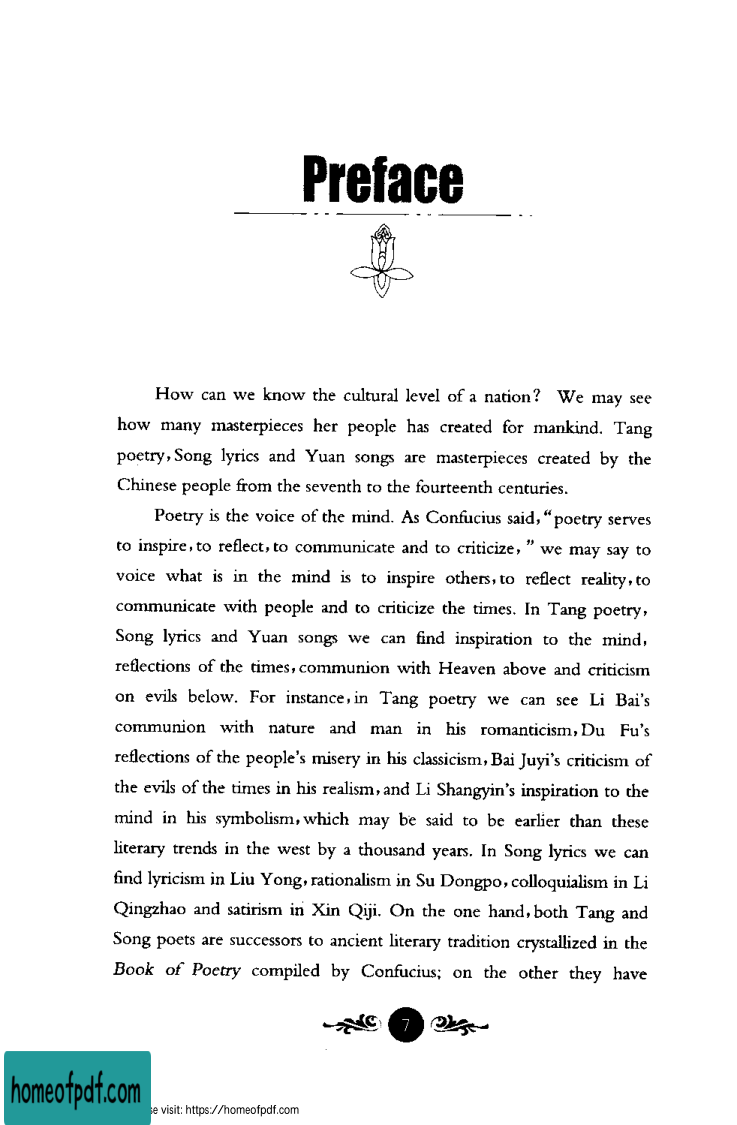 Preface
How can we know the cultural level of a nation? We may see
how many masterpieces her people has created for mankind. Tang
poetry, Song lyrics and Yuan songs are masterpieces created by the
Chinese people from the seventh to the fourteenth centuries.
Poetry is the voice of the mind. As Confucius said, "poetry serves
to inspire, to reflect, to communicate and to criticize, " we may say to
voice what is in the mind is to inspire others, to reflect reality, to
communicate with people and to criticize the times. In Tang poetry,
Song lyrics and Yuan songs we can find inspiration to the mind,
reflections of the times, communion with Heaven above and criticism
on evils below. For instance, in Tang poetry we can see Li Bai's
communion with nature and man in his romanticism, Du Fu's
reflections of the people's misery in his classicism, Bai Juyi's criticism of
the evils of the times in his realism, and Li Shangyin's inspiration to the
mind in his symbolism, which may be said to be earlier than these
literary trends in the west by a thousand years. In Song lyrics we can
find lyricism in Liu Yong, rationalism in Su Dongpo, colloquialism in Li
Qingzhao and satirism in Xin Qiji. On the one hand, both Tang and
Song poets are successors to ancient literary tradition crystallized in the
Book of Poetry compiled by Confucius; on the other they have
7
homeofpdf.com
se visit: https://homeofpdf.com